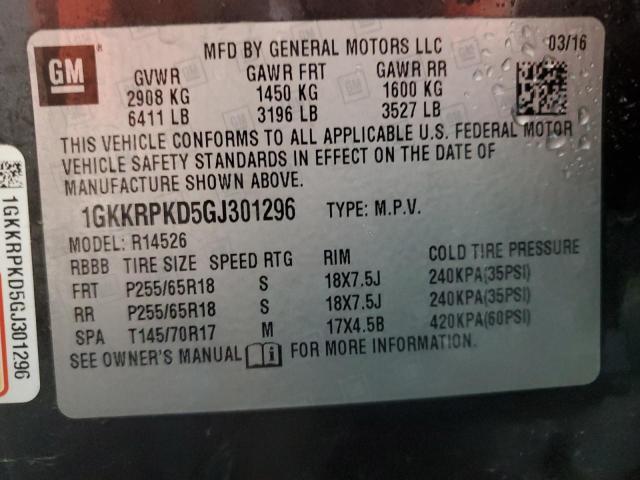 GM
MFD BY GENERAL MOTORS LLC 03/16
GVWR GAWR FRT GAWR RR
2908 KG 1450 KG 1600 KG
6411 LB 3196 LB 3527 LB
THIS VEHICLE CONFORMS TO ALL APPLICABLE U.S. FEDERAL MOTOR
VEHICLE SAFETY STANDARDS IN EFFECT ON THE DATE OF
MANUFACTURE SHOWN ABOVE.
1GKKRPKD5GJ301296 TYPE: M.P.V.
MODEL: R14526
RBBB TIRE SIZE SPEED RTG RIM COLD TIRE PRESSURE
FRT P255/65R18 S 18X7.5J 240KPA(35PSI)
RR P255/65R18 S 18X7.5J 240KPA(35PSI)
SPA T145/70R17 M 17X4.5B 420KPA(60PSI)
SEE OWNER'S MANUAL i FOR MORE INFORMATION.
1GKKRPKD5GJ301296